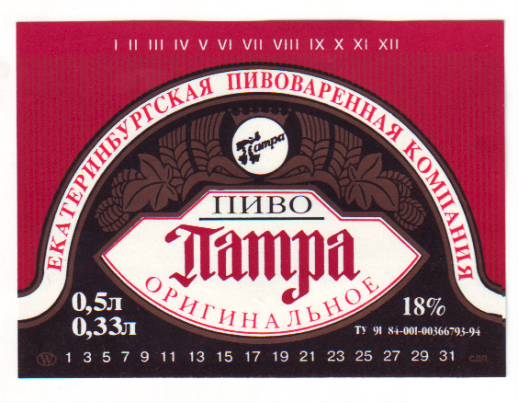 I II III IV V VI VII VIII IX X XI XII
ЕКАТЕРИНБУРГСКАЯ ПИВОВАРЕННАЯ КОМПАНИЯ
Патра
ПИВО
Патра
ОРИГИНАЛЬНОЕ
0,5л
0,33л
18%
ТУ 91 84-001-00366793-94
1 3 5 7 9 11 13 15 17 19 21 23 25 27 29 31